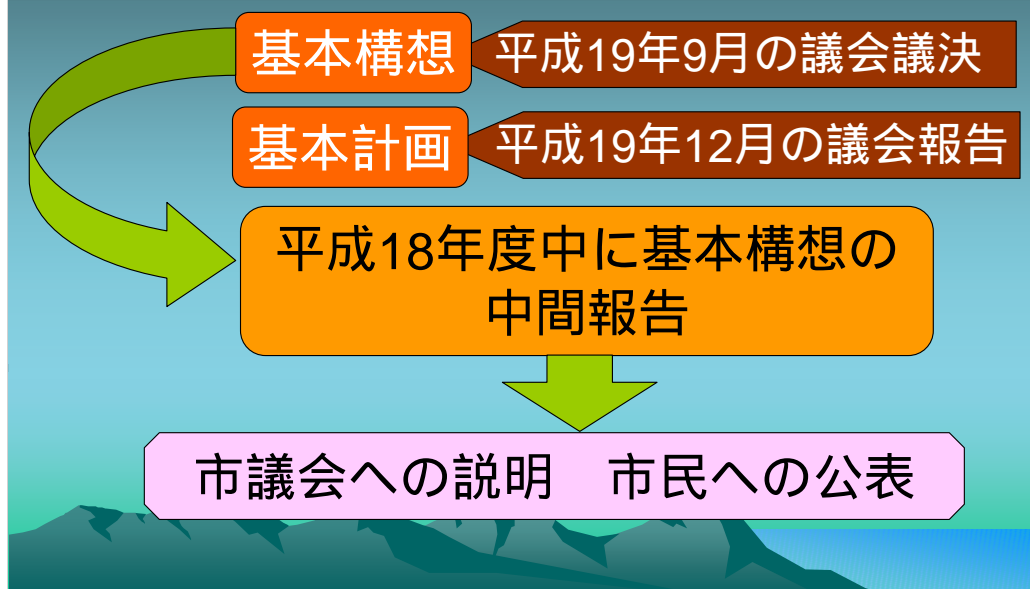 基本構想 平成19年9月の議会議決
基本計画 平成19年12月の議会報告
平成18年度中に基本構想の
中間報告
市議会への説明　市民への公表